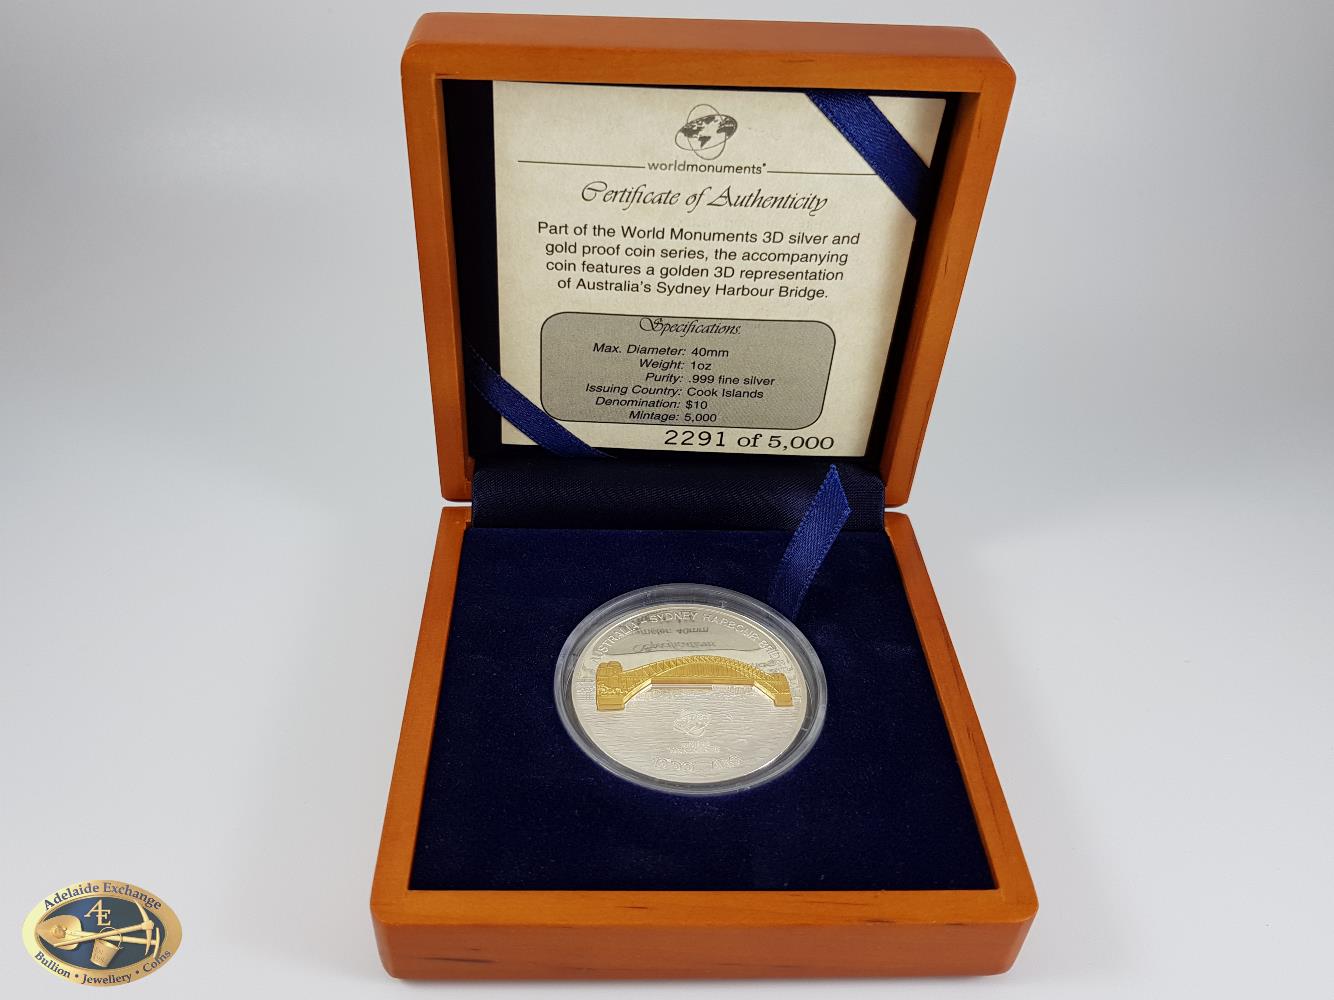 worldmonuments
Certificate of Authenticity
Part of the World Monuments 3D silver and
gold proof coin series, the accompanying
coin features a golden 3D representation
of Australia's Sydney Harbour Bridge.
Specifications
Max. Diameter: 40mm
Weight: 1oz
Purity: .999 fine silver
Issuing Country: Cook Islands
Denomination: $10
Mintage: 5,000
2291 of 5,000
AUSTRALIA - SYDNEY HARBOUR BRIDGE
Adelaide Exchange
AE
Bullion • Jewellery • Coins